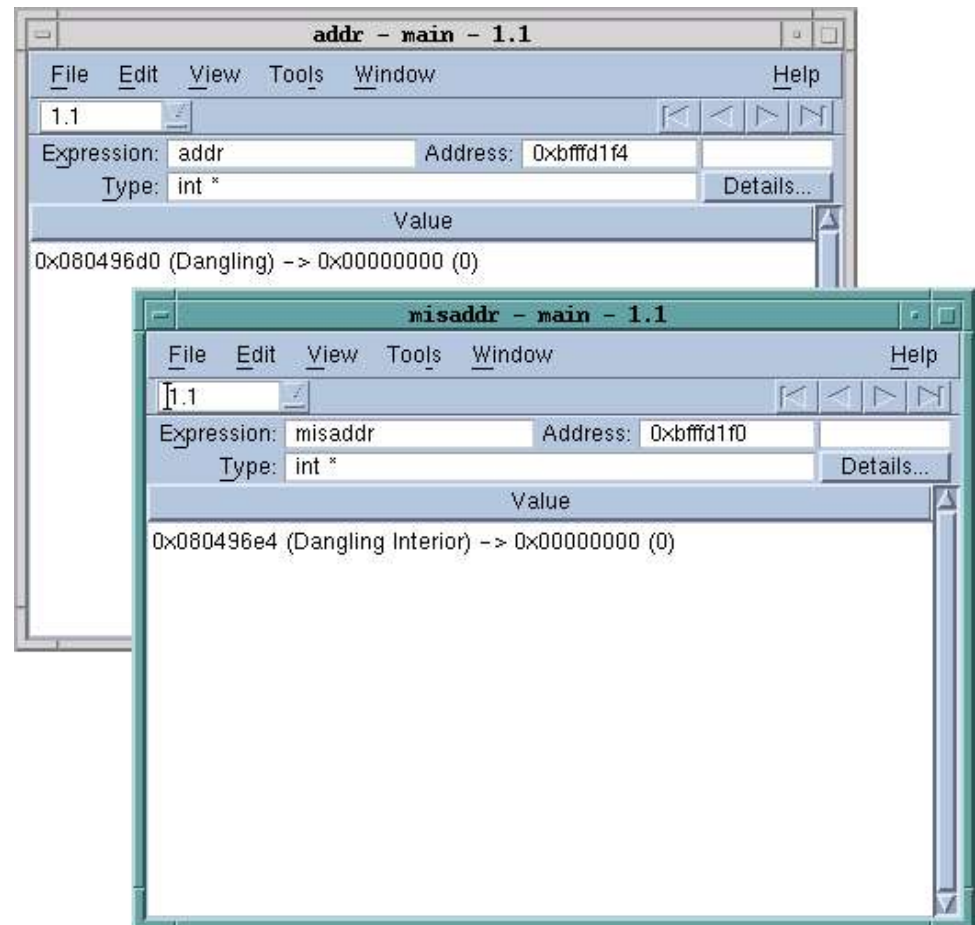 addr - main - 1.1
File Edit View Tools Window Help
1.1
Expression: addr Address: 0xbfffd1f4
Type: int * Details...
Value
0x080496d0 (Dangling) -> 0x00000000 (0)
misaddr - main - 1.1
File Edit View Tools Window Help
1.1
Expression: misaddr Address: 0xbfffd1f0
Type: int * Details...
Value
0x080496e4 (Dangling Interior) -> 0x00000000 (0)